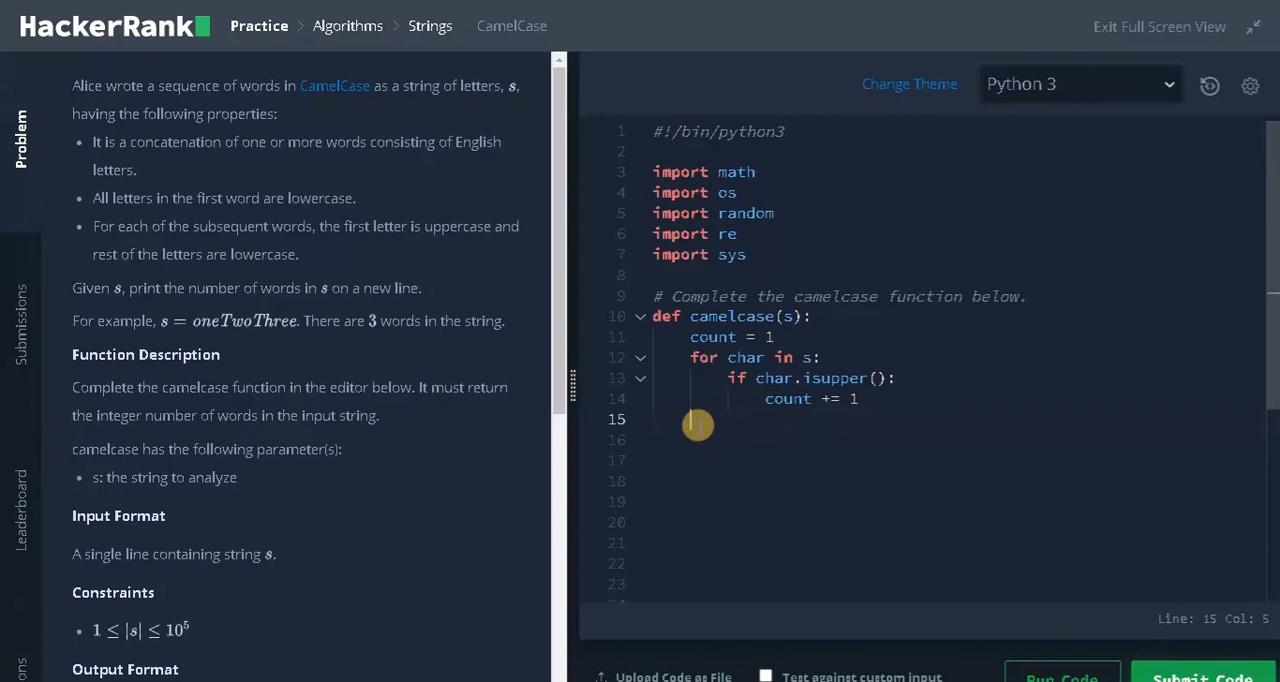 HackerRank
Practice > Algorithms > Strings > CamelCase
Exit Full Screen View
Problem
Submissions
Leaderboard
Alice wrote a sequence of words in CamelCase as a string of letters, s,
having the following properties:
• It is a concatenation of one or more words consisting of English
letters.
• All letters in the first word are lowercase.
• For each of the subsequent words, the first letter is uppercase and
rest of the letters are lowercase.
Given s, print the number of words in s on a new line.
For example, s = oneTwoThree. There are 3 words in the string.
Function Description
Complete the camelcase function in the editor below. It must return
the integer number of words in the input string.
camelcase has the following parameter(s):
• s: the string to analyze
Input Format
A single line containing string s.
Constraints
• 1 ≤ |s| ≤ 10⁵
Output Format
Change Theme
Python 3
1 #!/bin/python3
2
3 import math
4 import os
5 import random
6 import re
7 import sys
8
9 # Complete the camelcase function below.
10 def camelcase(s):
11     count = 1
12     for char in s:
13         if char.isupper():
14             count += 1
15
16
17
18
19
20
21
22
23
Line: 15 Col: 5
Upload Code as File
Test against custom input
Run Code
Submit Code